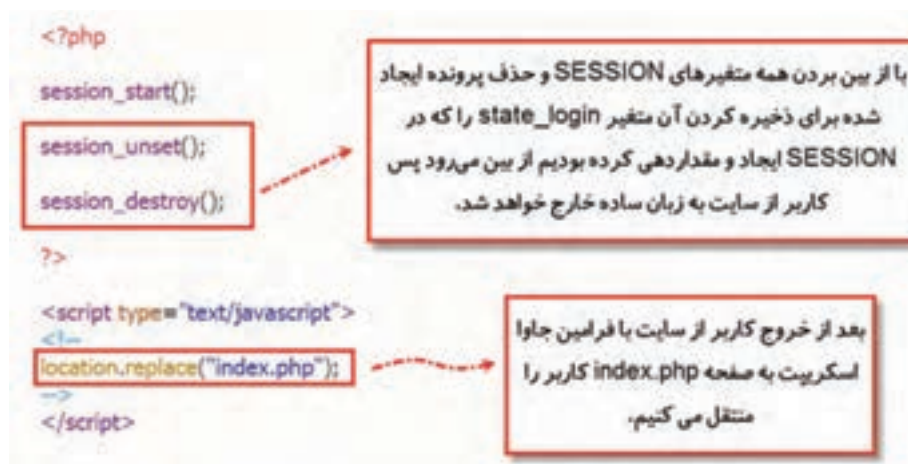 <?php
session_start();
session_unset();
session_destroy();
?>
<script type="text/javascript">
<!--
location.replace("index.php");
-->
</script>
با از بین بردن همه متغیرهای SESSION و حذف پرونده ایجاد
شده برای ذخیره کردن آن متغیر state_login را که در
SESSION ایجاد و مقداردهی کرده بودیم از بین می‌رود پس
کاربر از سایت به زبان ساده خارج خواهد شد.
بعد از خروج کاربر از سایت با فرامین جاوا
اسکریپت به صفحه index.php کاربر را
منتقل می کنیم.